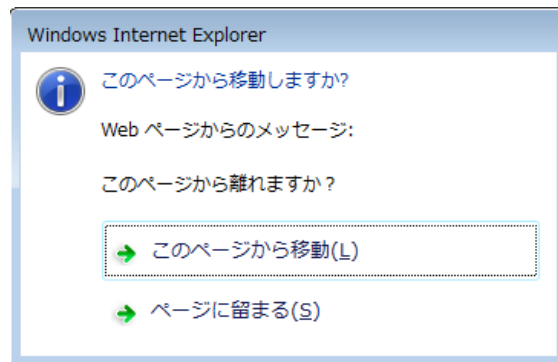 Windows Internet Explorer
このページから移動しますか?
Web ページからのメッセージ:
このページから離れますか？
このページから移動(L)
ページに留まる(S)